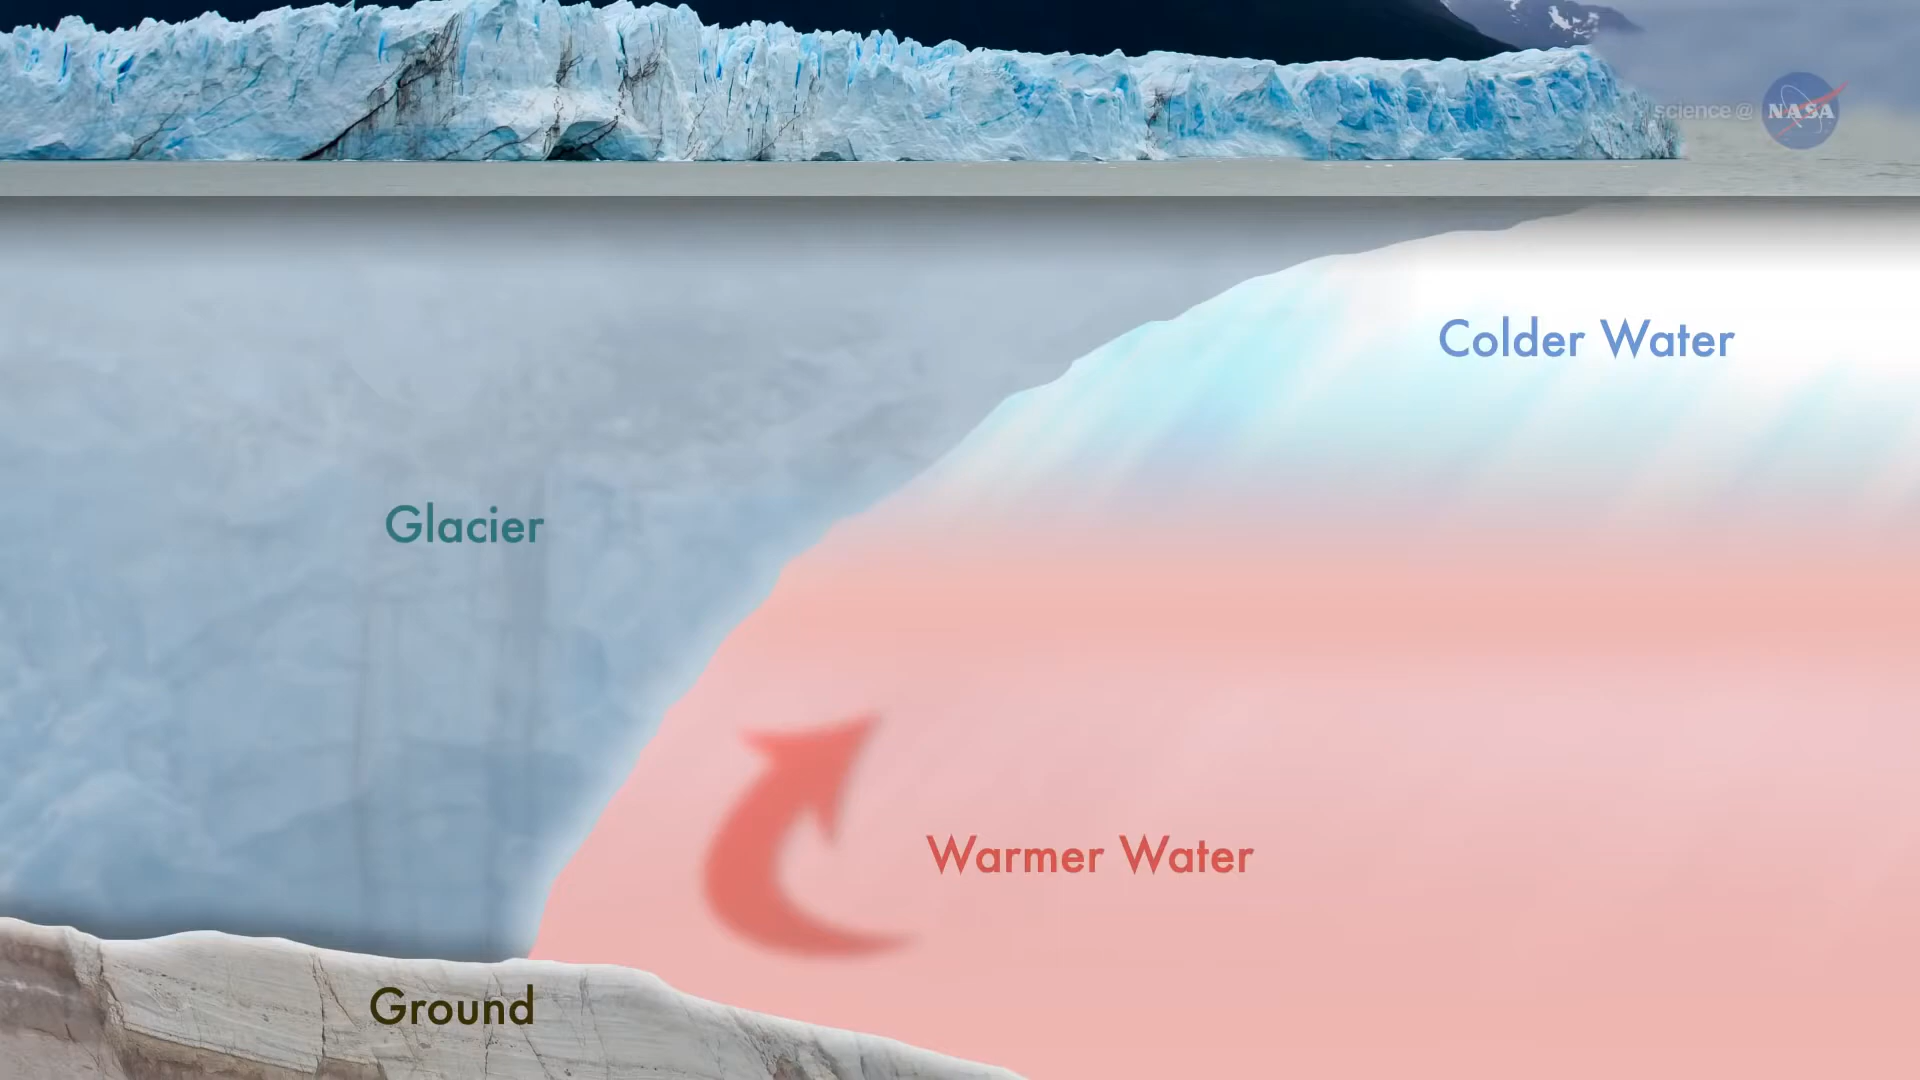 science @ NASA
Colder Water
Glacier
Warmer Water
Ground